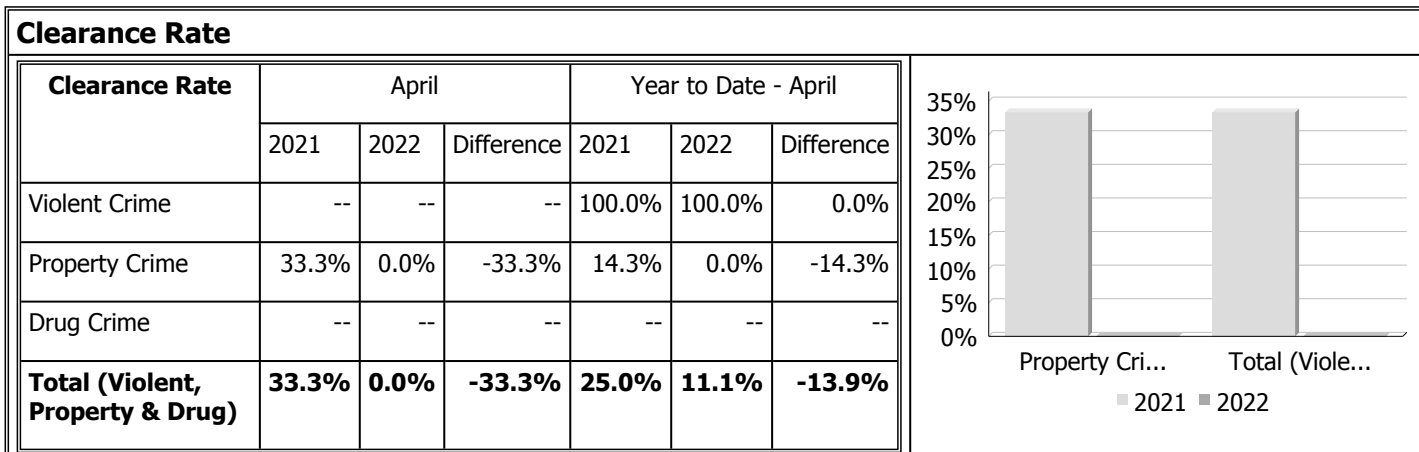 Clearance Rate
Clearance Rate April Year to Date - April
2021 2022 Difference 2021 2022 Difference
Violent Crime -- -- -- 100.0% 100.0% 0.0%
Property Crime 33.3% 0.0% -33.3% 14.3% 0.0% -14.3%
Drug Crime -- -- -- -- -- --
Total (Violent,
Property & Drug) 33.3% 0.0% -33.3% 25.0% 11.1% -13.9%
35%
30%
25%
20%
15%
10%
5%
0%
Property Cri... Total (Viole...
2021 2022